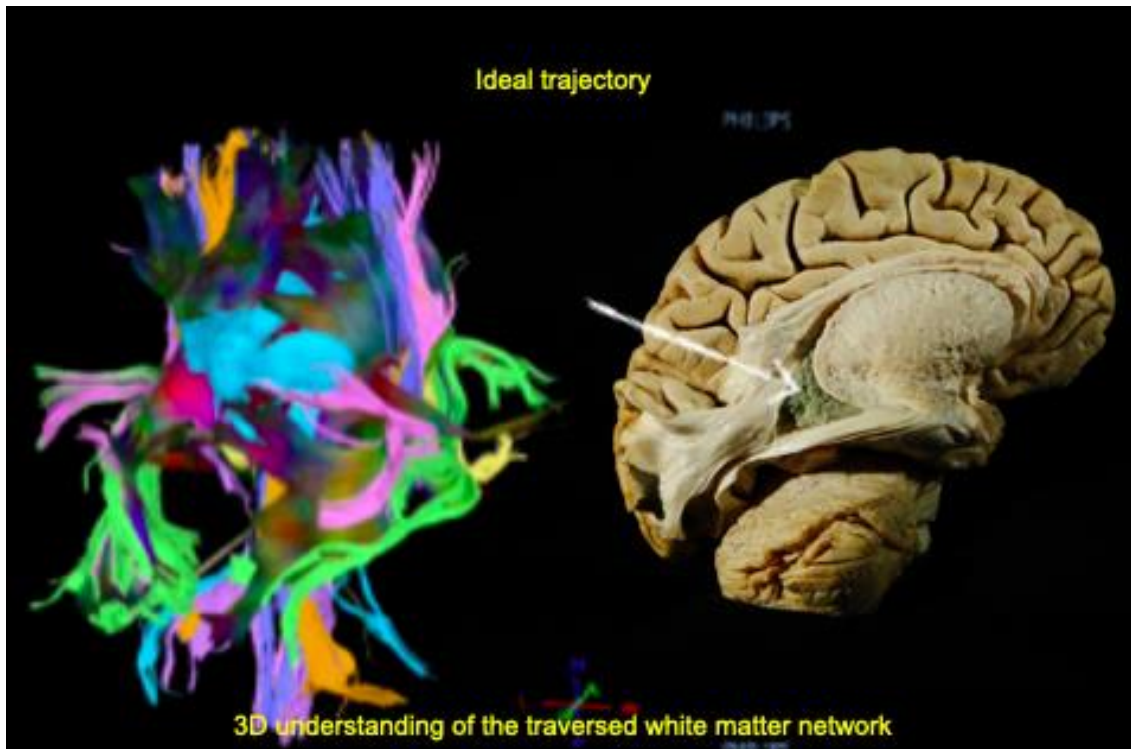 Ideal trajectory
PHILIPS
3D understanding of the traversed white matter network